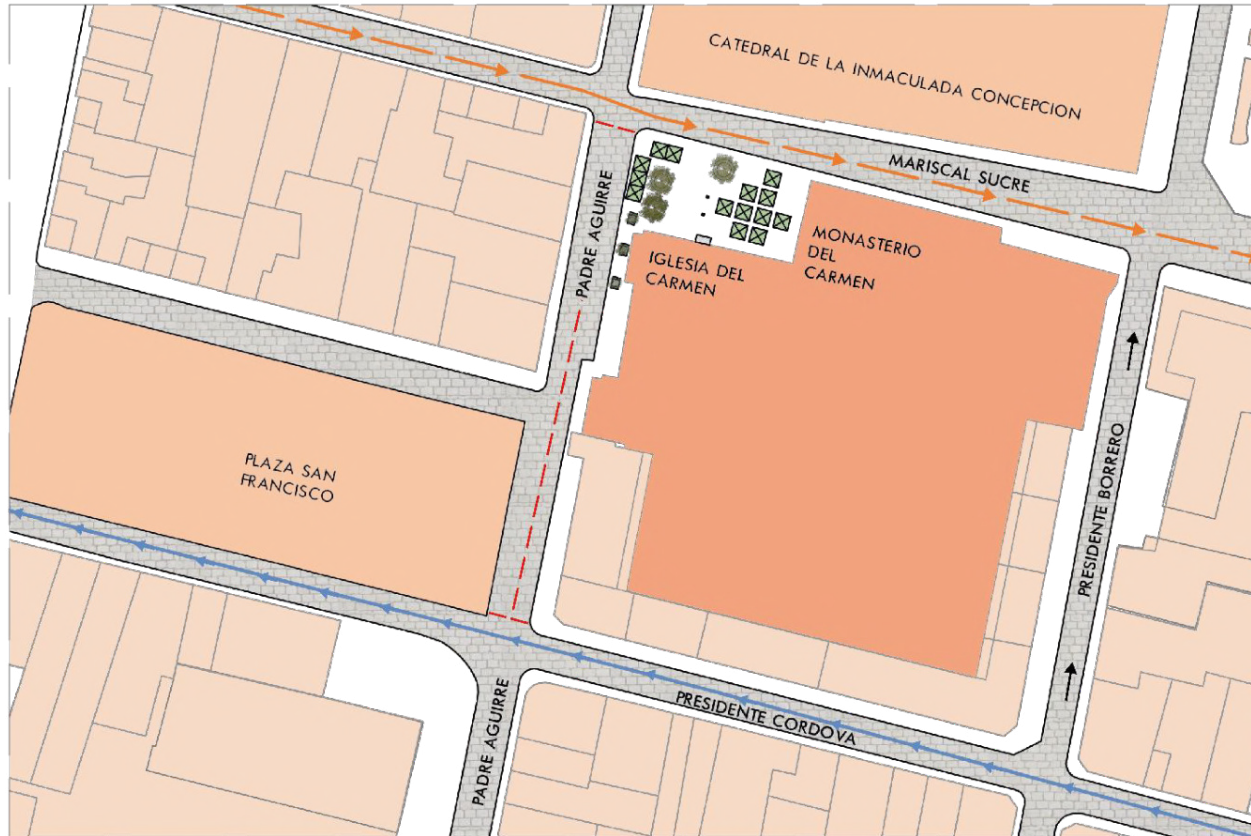 CATEDRAL DE LA INMACULADA CONCEPCION
MARISCAL SUCRE
PADRE AGUIRRE
MONASTERIO
DEL
CARMEN
IGLESIA DEL
CARMEN
PLAZA SAN
FRANCISCO
PRESIDENTE BORRERO
PRESIDENTE CORDOVA
PADRE AGUIRRE